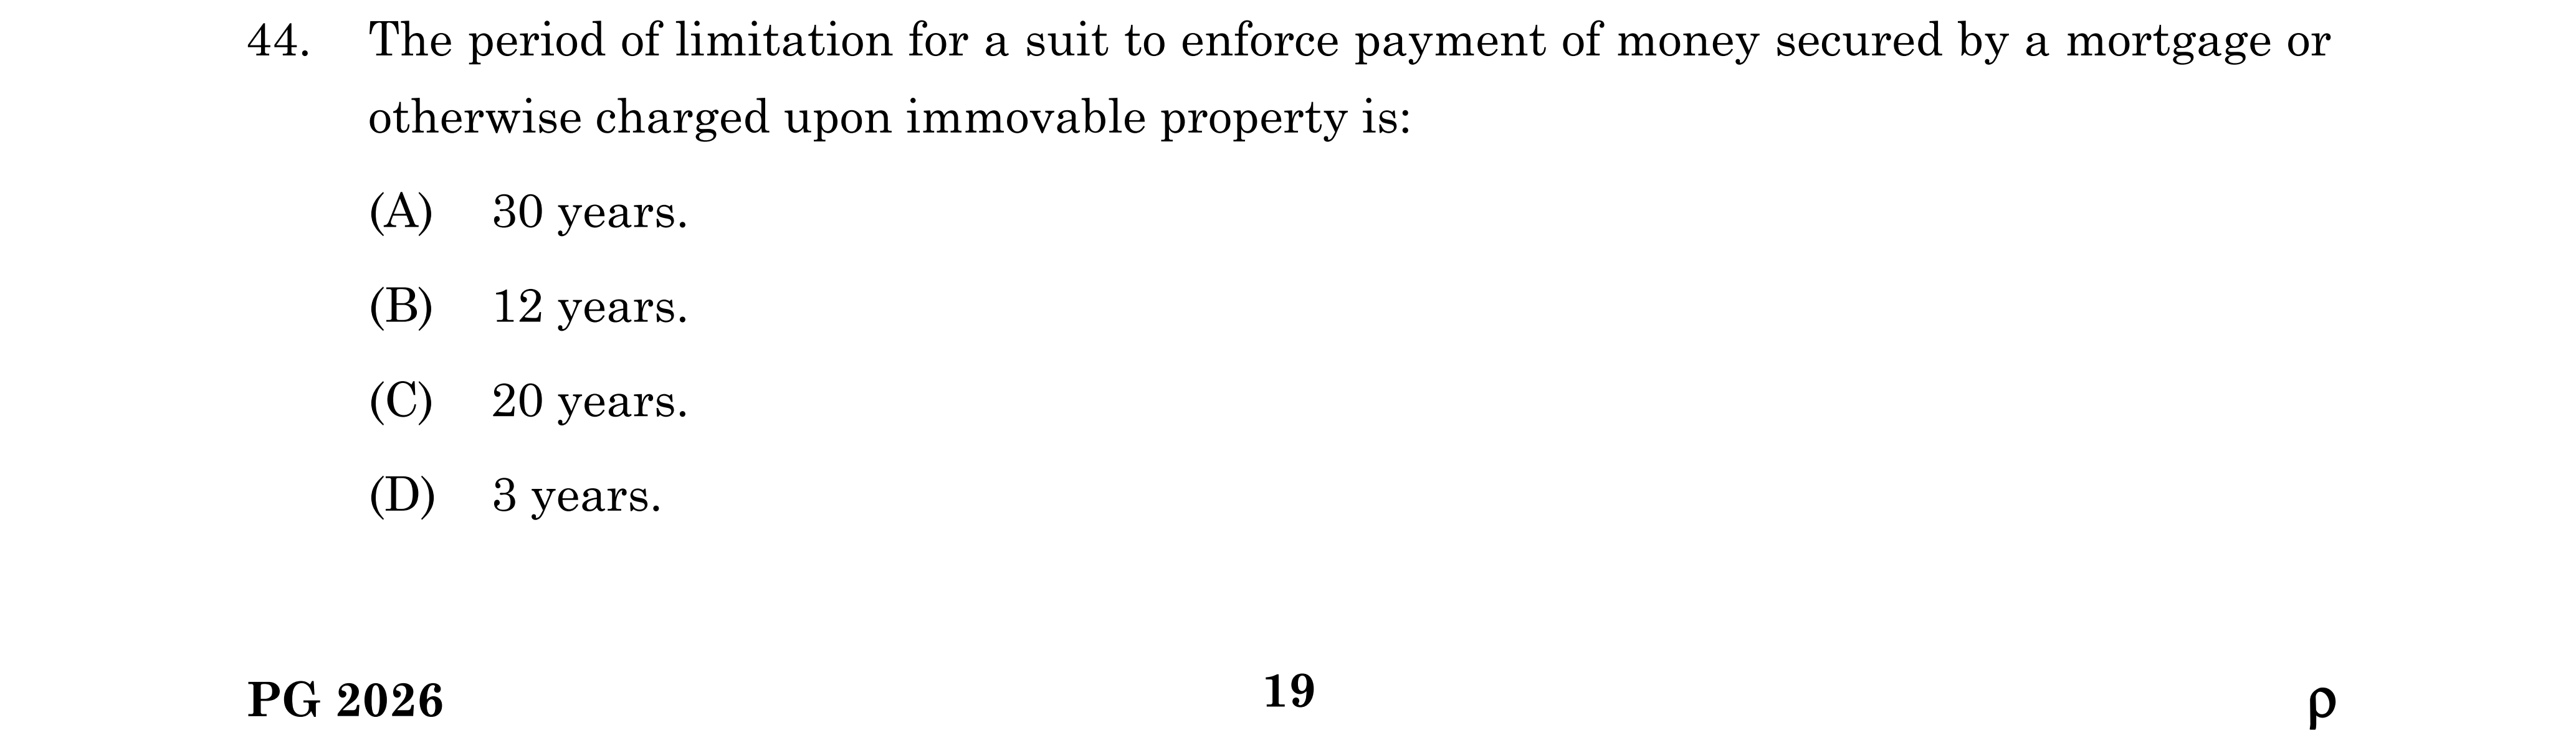 44. The period of limitation for a suit to enforce payment of money secured by a mortgage or
otherwise charged upon immovable property is:
(A) 30 years.
(B) 12 years.
(C) 20 years.
(D) 3 years.
PG 2026 19 ρ